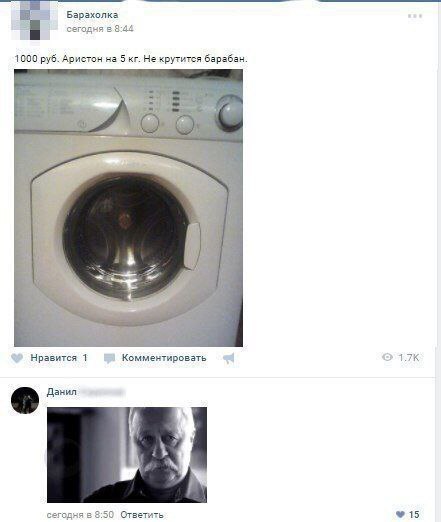 Барахолка
сегодня в 8:44
1000 руб. Аристон на 5 кг. Не крутится барабан.
Нравится 1
Комментировать
1.7K
Данил
сегодня в 8:50 Ответить
15